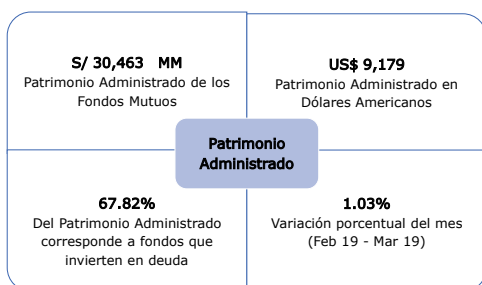 S/ 30,463 MM
Patrimonio Administrado de los
Fondos Mutuos
US$ 9,179
Patrimonio Administrado en
Dólares Americanos
Patrimonio
Administrado
67.82%
Del Patrimonio Administrado
corresponde a fondos que
invierten en deuda
1.03%
Variación porcentual del mes
(Feb 19 - Mar 19)